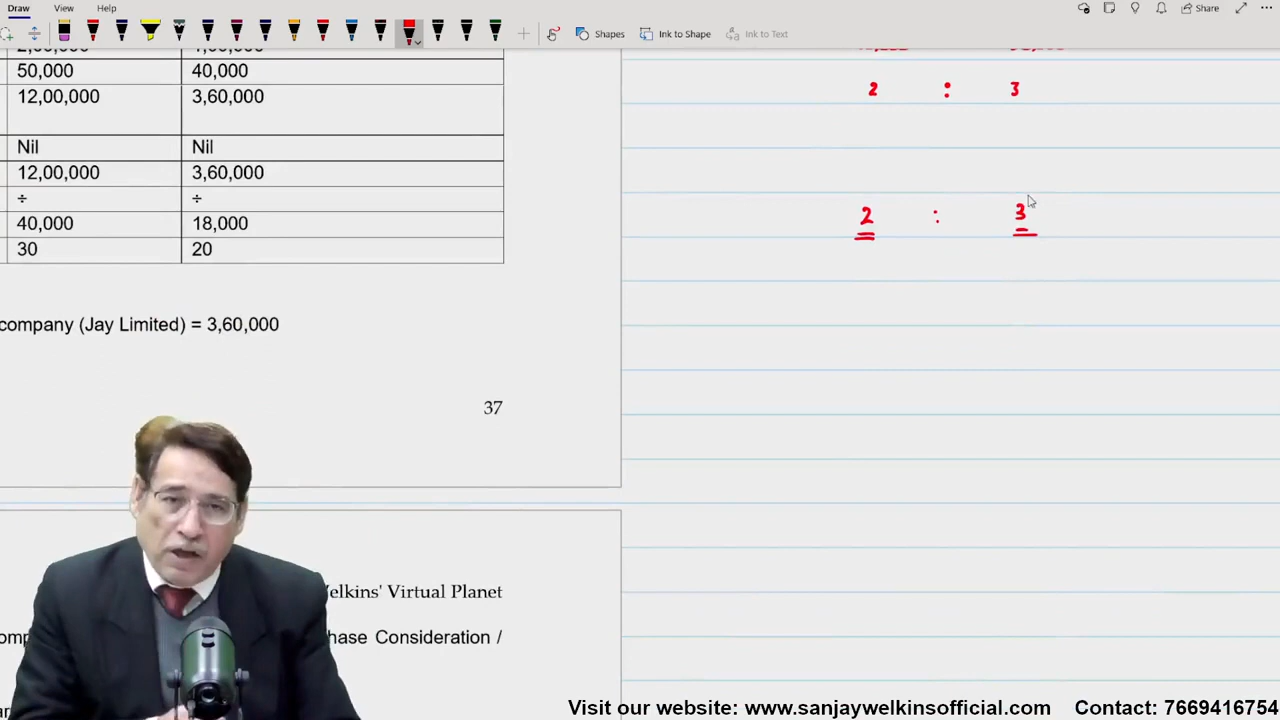 Draw View Help Share
Shapes Ink to Shape Ink to Text
50,000 40,000
12,00,000 3,60,000
Nil Nil
12,00,000 3,60,000
÷ ÷
40,000 18,000
30 20
company (Jay Limited) = 3,60,000
37
2 : 3
2 : 3
elkins' Virtual Planet
hase Consideration /
Visit our website: www.sanjaywelkinsofficial.com Contact: 7669416754